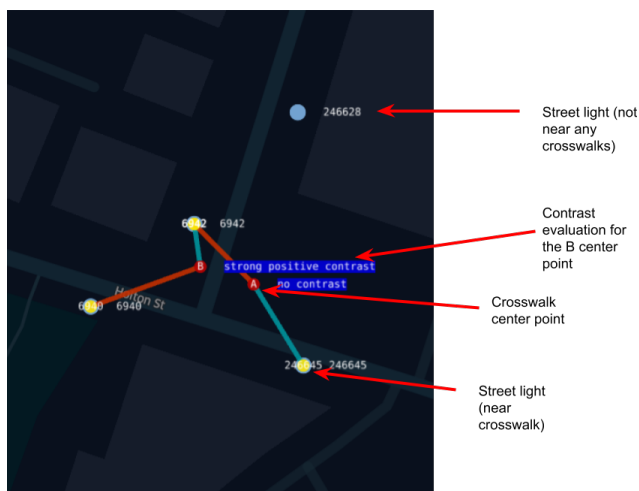 246628
Street light (not
near any
crosswalks)
6942 6942
Contrast
evaluation for
the B center
point
B strong positive contrast
A no contrast
Crosswalk
center point
6940 6940
Holton St
246645 246645
Street light
(near
crosswalk)